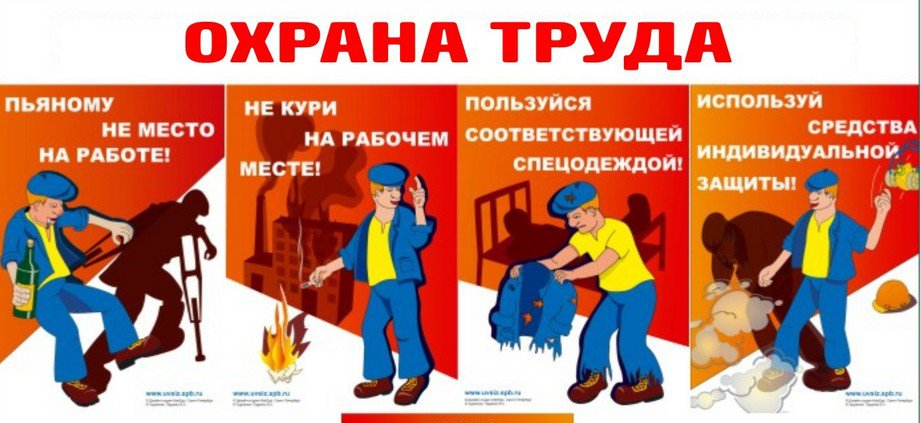 ОХРАНА ТРУДА
ПЬЯНОМУ
НЕ МЕСТО
НА РАБОТЕ!
www.uvsiz.spb.ru
НЕ КУРИ
НА РАБОЧЕМ
МЕСТЕ!
www.uvsiz.spb.ru
ПОЛЬЗУЙСЯ
СООТВЕТСТВУЮЩЕЙ
СПЕЦОДЕЖДОЙ!
www.uvsiz.spb.ru
ИСПОЛЬЗУЙ
СРЕДСТВА
ИНДИВИДУАЛЬНОЙ
ЗАЩИТЫ!
www.uvsiz.spb.ru